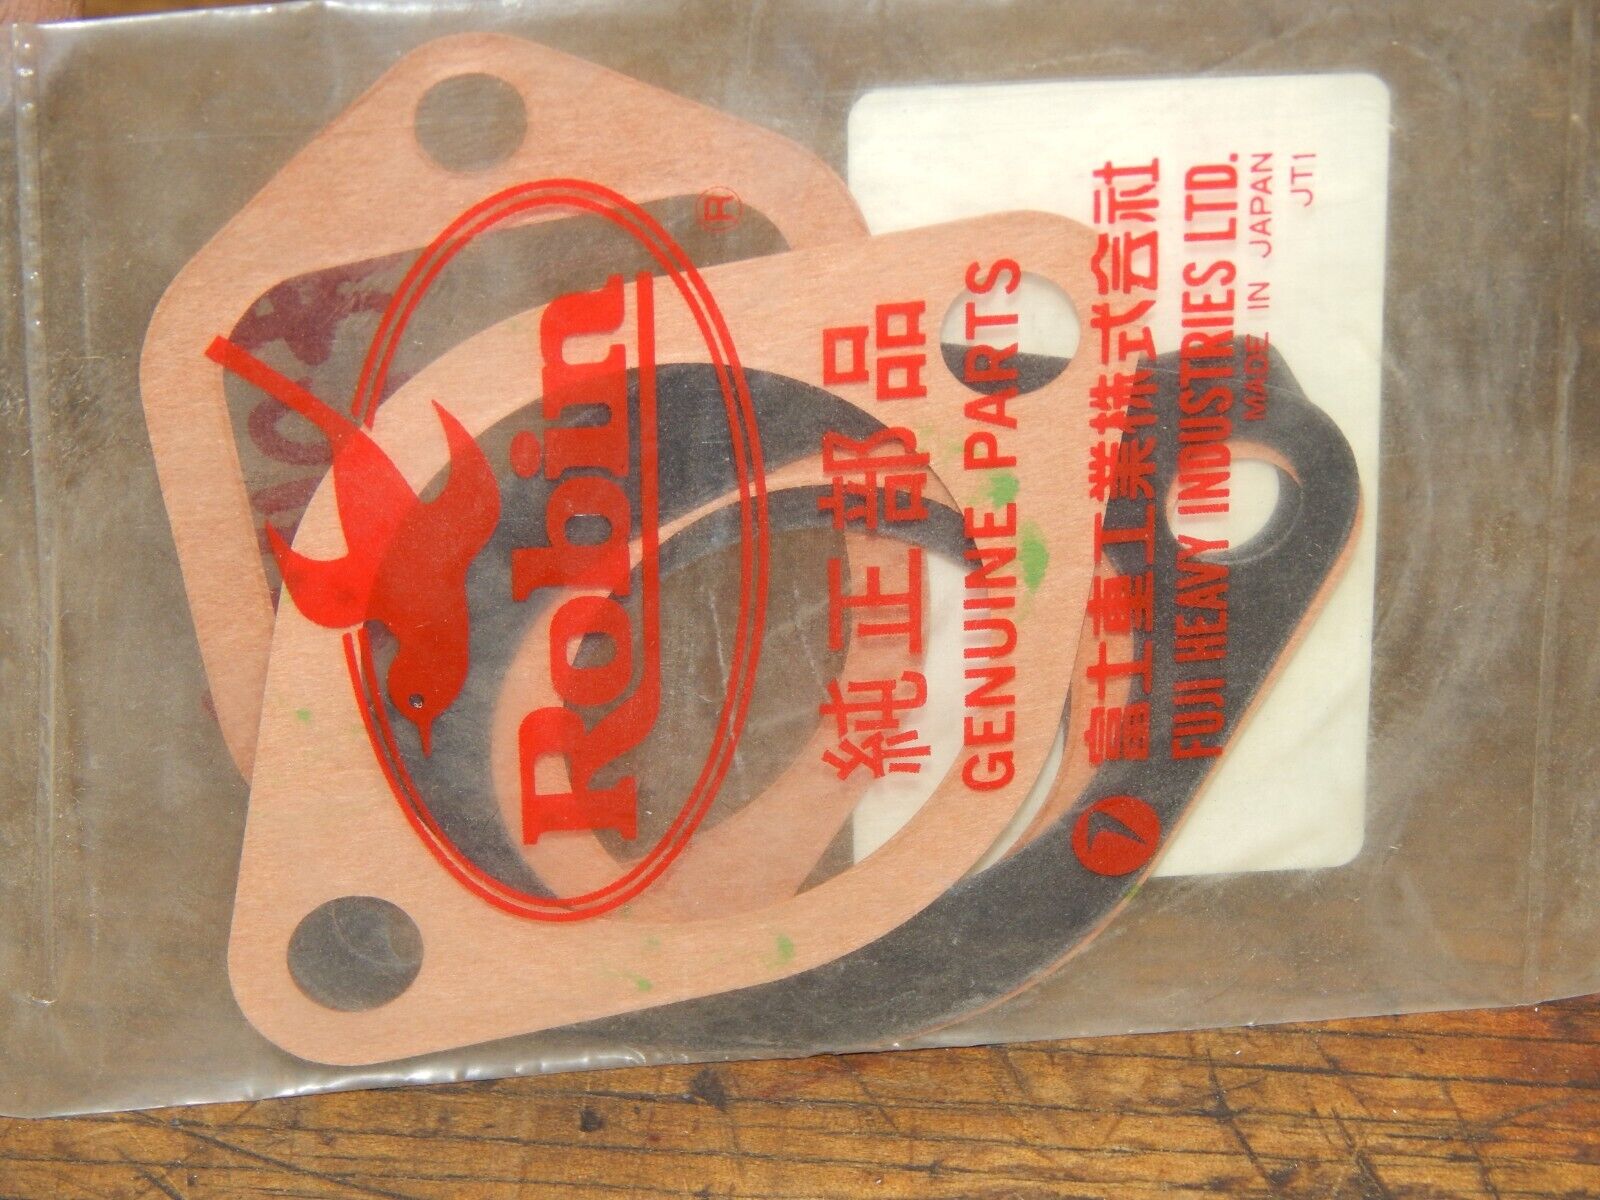 Robin®
純正部品
GENUINE PARTS
富士重工業株式会社
FUJI HEAVY INDUSTRIES LTD.
MADE IN JAPAN
JT1